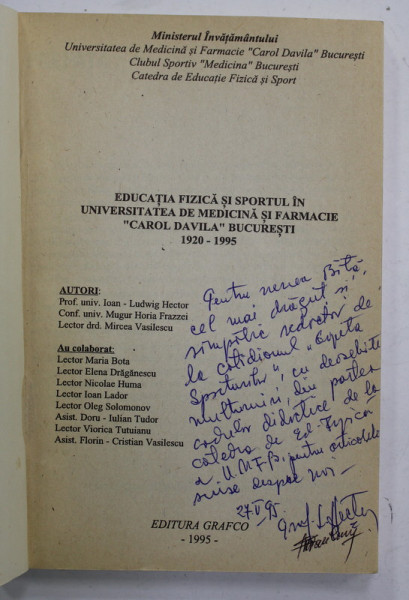 Ministerul Învățământului
Universitatea de Medicină și Farmacie "Carol Davila" București
Clubul Sportiv "Medicina" București
Catedra de Educație Fizică și Sport
EDUCAȚIA FIZICĂ ȘI SPORTUL ÎN
UNIVERSITATEA DE MEDICINĂ ȘI FARMACIE
"CAROL DAVILA" BUCUREȘTI
1920 - 1995
AUTORI:
Prof. univ. Ioan - Ludwig Hector
Conf. univ. Mugur Horia Frazzei
Lector drd. Mircea Vasilescu
Au colaborat:
Lector Maria Bota
Lector Elena Drăgănescu
Lector Nicolae Huma
Lector Ioan Lador
Lector Oleg Solomonov
Asist. Doru - Iulian Tudor
Lector Viorica Tutuianu
Asist. Florin - Cristian Vasilescu
Pentru nenea Biță
cel mai drăguț și
simpatic redactor de
la cotidianul "Gazeta
Sporturilor", cu deosebite
mulțumiri, din partea
cadrelor didactice de la
catedra de Ed. Fizică
a U.M.F.B. pentru articolele
scrise despre noi -
27.V.95
Prof.
EDITURA GRAFCO
- 1995 -